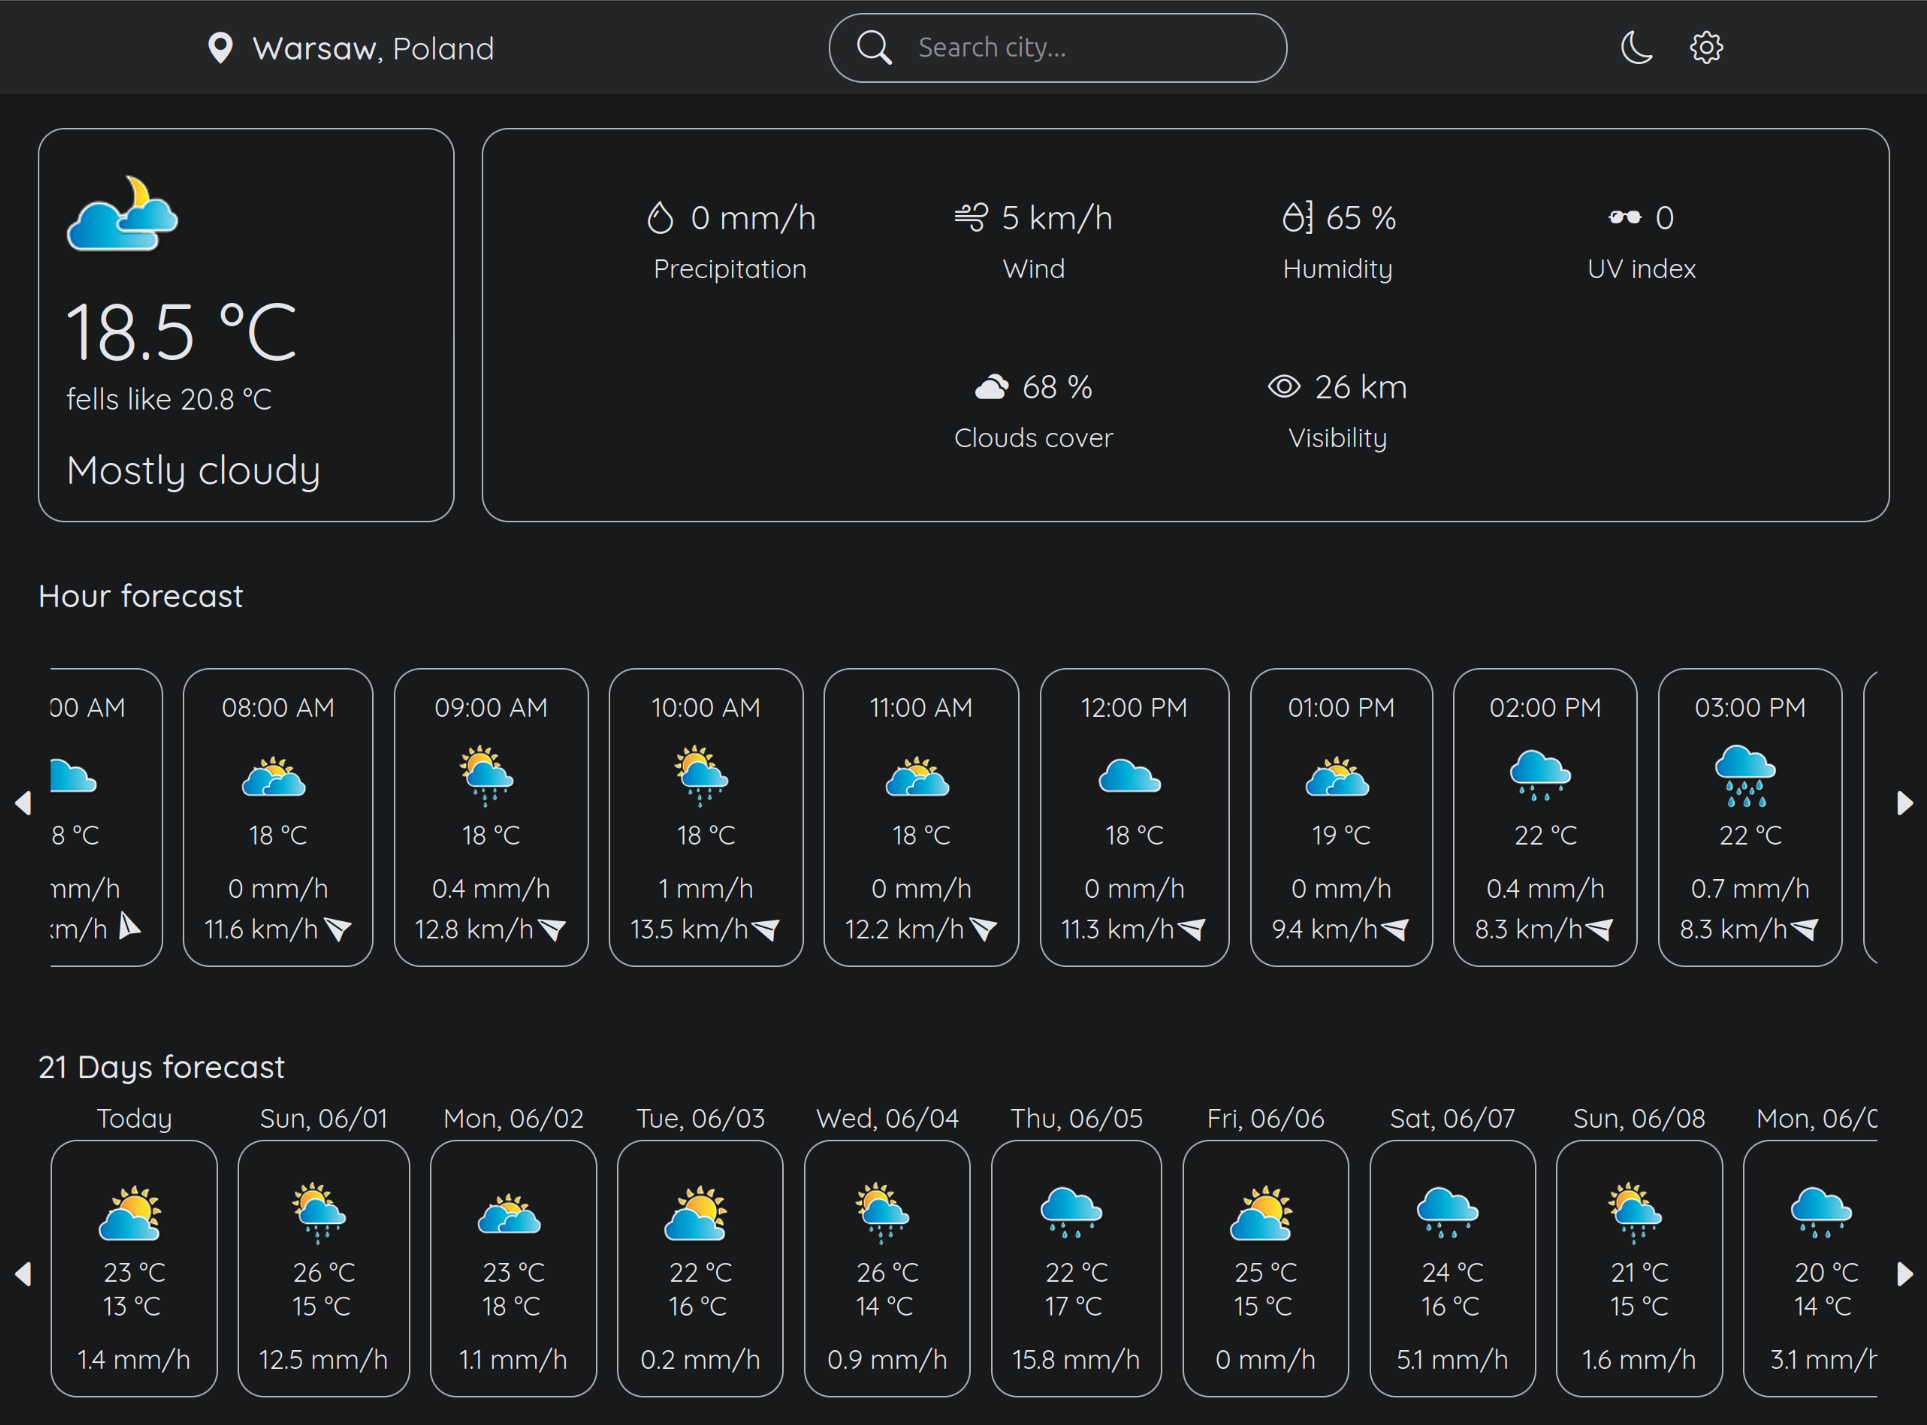 Warsaw, Poland
Search city...
18.5 °C
fells like 20.8 °C
Mostly cloudy
0 mm/h
Precipitation
5 km/h
Wind
65 %
Humidity
0
UV index
68 %
Clouds cover
26 km
Visibility
Hour forecast
00 AM
8 °C
mm/h
km/h
08:00 AM
18 °C
0 mm/h
11.6 km/h
09:00 AM
18 °C
0.4 mm/h
12.8 km/h
10:00 AM
18 °C
1 mm/h
13.5 km/h
11:00 AM
18 °C
0 mm/h
12.2 km/h
12:00 PM
18 °C
0 mm/h
11.3 km/h
01:00 PM
19 °C
0 mm/h
9.4 km/h
02:00 PM
22 °C
0.4 mm/h
8.3 km/h
03:00 PM
22 °C
0.7 mm/h
8.3 km/h
21 Days forecast
Today
23 °C
13 °C
1.4 mm/h
Sun, 06/01
26 °C
15 °C
12.5 mm/h
Mon, 06/02
23 °C
18 °C
1.1 mm/h
Tue, 06/03
22 °C
16 °C
0.2 mm/h
Wed, 06/04
26 °C
14 °C
0.9 mm/h
Thu, 06/05
22 °C
17 °C
15.8 mm/h
Fri, 06/06
25 °C
15 °C
0 mm/h
Sat, 06/07
24 °C
16 °C
5.1 mm/h
Sun, 06/08
21 °C
15 °C
1.6 mm/h
Mon, 06/0
20 °C
14 °C
3.1 mm/h